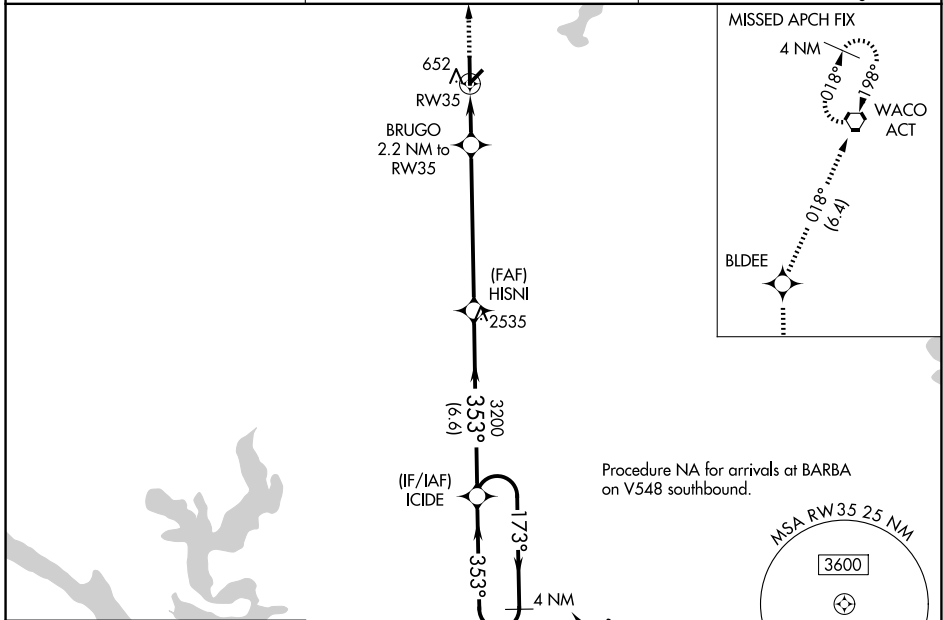 MISSED APCH FIX
4 NM
018°
198°
WACO
ACT
018°
(6.4)
BLDEE
652
RW35
BRUGO
2.2 NM to
RW35
(FAF)
HISNI
2535
3200
353°
(6.6)
(IF/IAF)
ICIDE
173°
353°
4 NM
Procedure NA for arrivals at BARBA
on V548 southbound.
MSA RW35 25 NM
3600